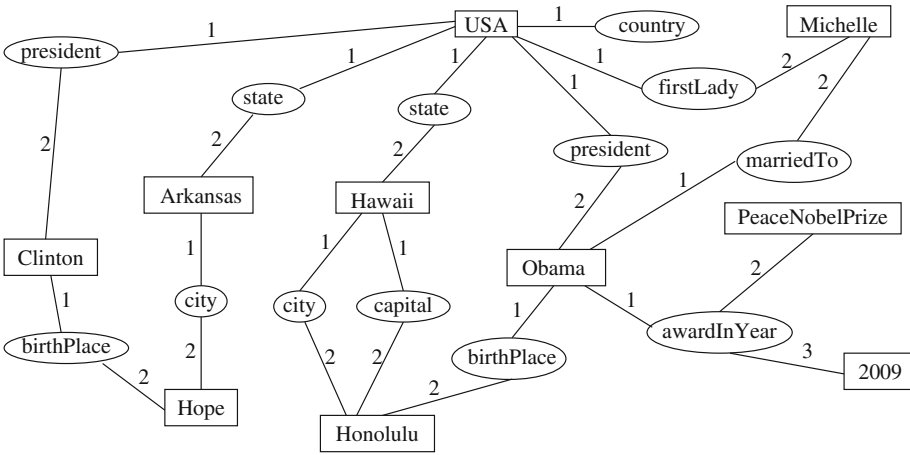 USA
1
country
Michelle
president
1
1
1
1
1
firstLady
2
2
state
state
2
2
2
president
marriedTo
Arkansas
Hawaii
2
1
PeaceNobelPrize
Clinton
1
1
1
Obama
2
1
city
city
capital
1
1
awardInYear
birthPlace
2
2
2
birthPlace
3
2
2
2009
Hope
Honolulu